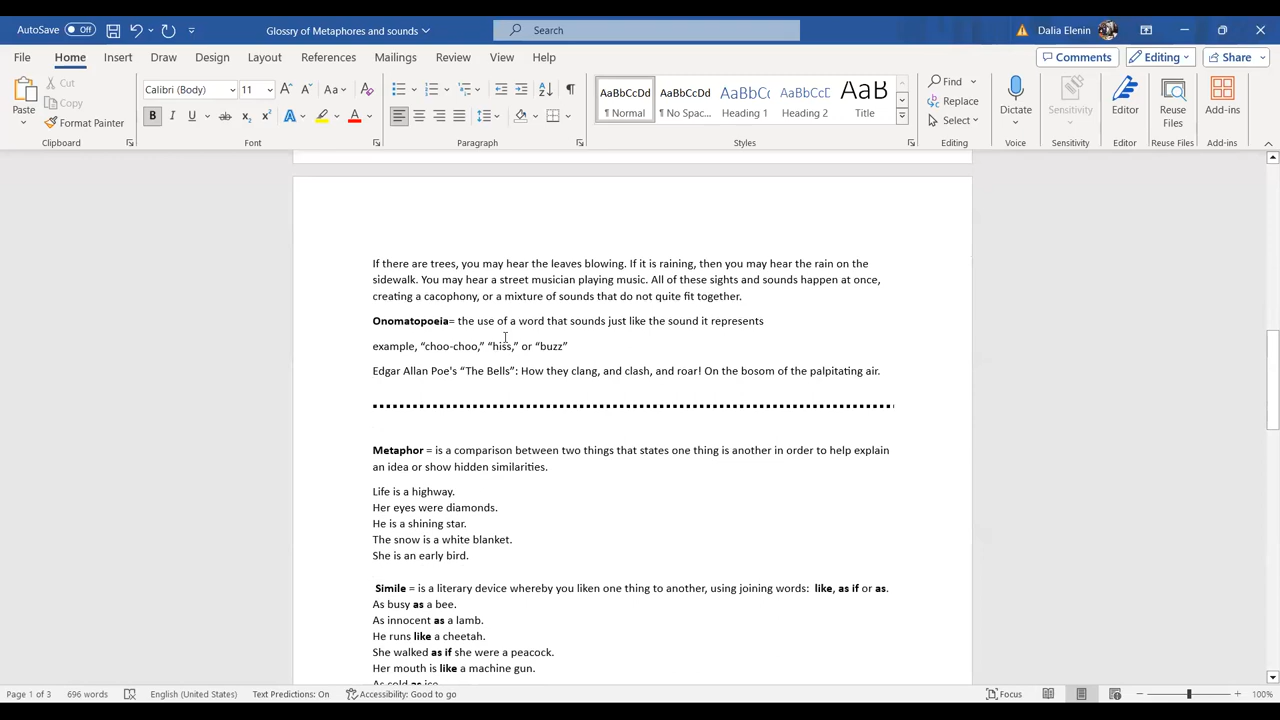 AutoSave Off Glossry of Metaphores and sounds Search Dalia Elenin
File Home Insert Draw Design Layout References Mailings Review View Help Comments Editing Share
Paste Cut Copy Format Painter
Calibri (Body) 11
AaBbCcDd AaBbCcDd AaBbCc AaBbCcC AaB
¶ Normal ¶ No Spac... Heading 1 Heading 2 Title
Find Replace Select
Dictate Sensitivity Editor Reuse Files Add-ins
Clipboard Font Paragraph Styles Editing Voice Sensitivity Editor Reuse Files Add-ins
If there are trees, you may hear the leaves blowing. If it is raining, then you may hear the rain on the
sidewalk. You may hear a street musician playing music. All of these sights and sounds happen at once,
creating a cacophony, or a mixture of sounds that do not quite fit together.
Onomatopoeia= the use of a word that sounds just like the sound it represents
example, “choo-choo,” “hiss,” or “buzz”
Edgar Allan Poe's “The Bells”: How they clang, and clash, and roar! On the bosom of the palpitating air.
Metaphor = is a comparison between two things that states one thing is another in order to help explain
an idea or show hidden similarities.
Life is a highway.
Her eyes were diamonds.
He is a shining star.
The snow is a white blanket.
She is an early bird.
Simile = is a literary device whereby you liken one thing to another, using joining words:  like, as if or as.
As busy as a bee.
As innocent as a lamb.
He runs like a cheetah.
She walked as if she were a peacock.
Her mouth is like a machine gun.
As cold as ice.
Page 1 of 3 696 words English (United States) Text Predictions: On Accessibility: Good to go Focus 100%